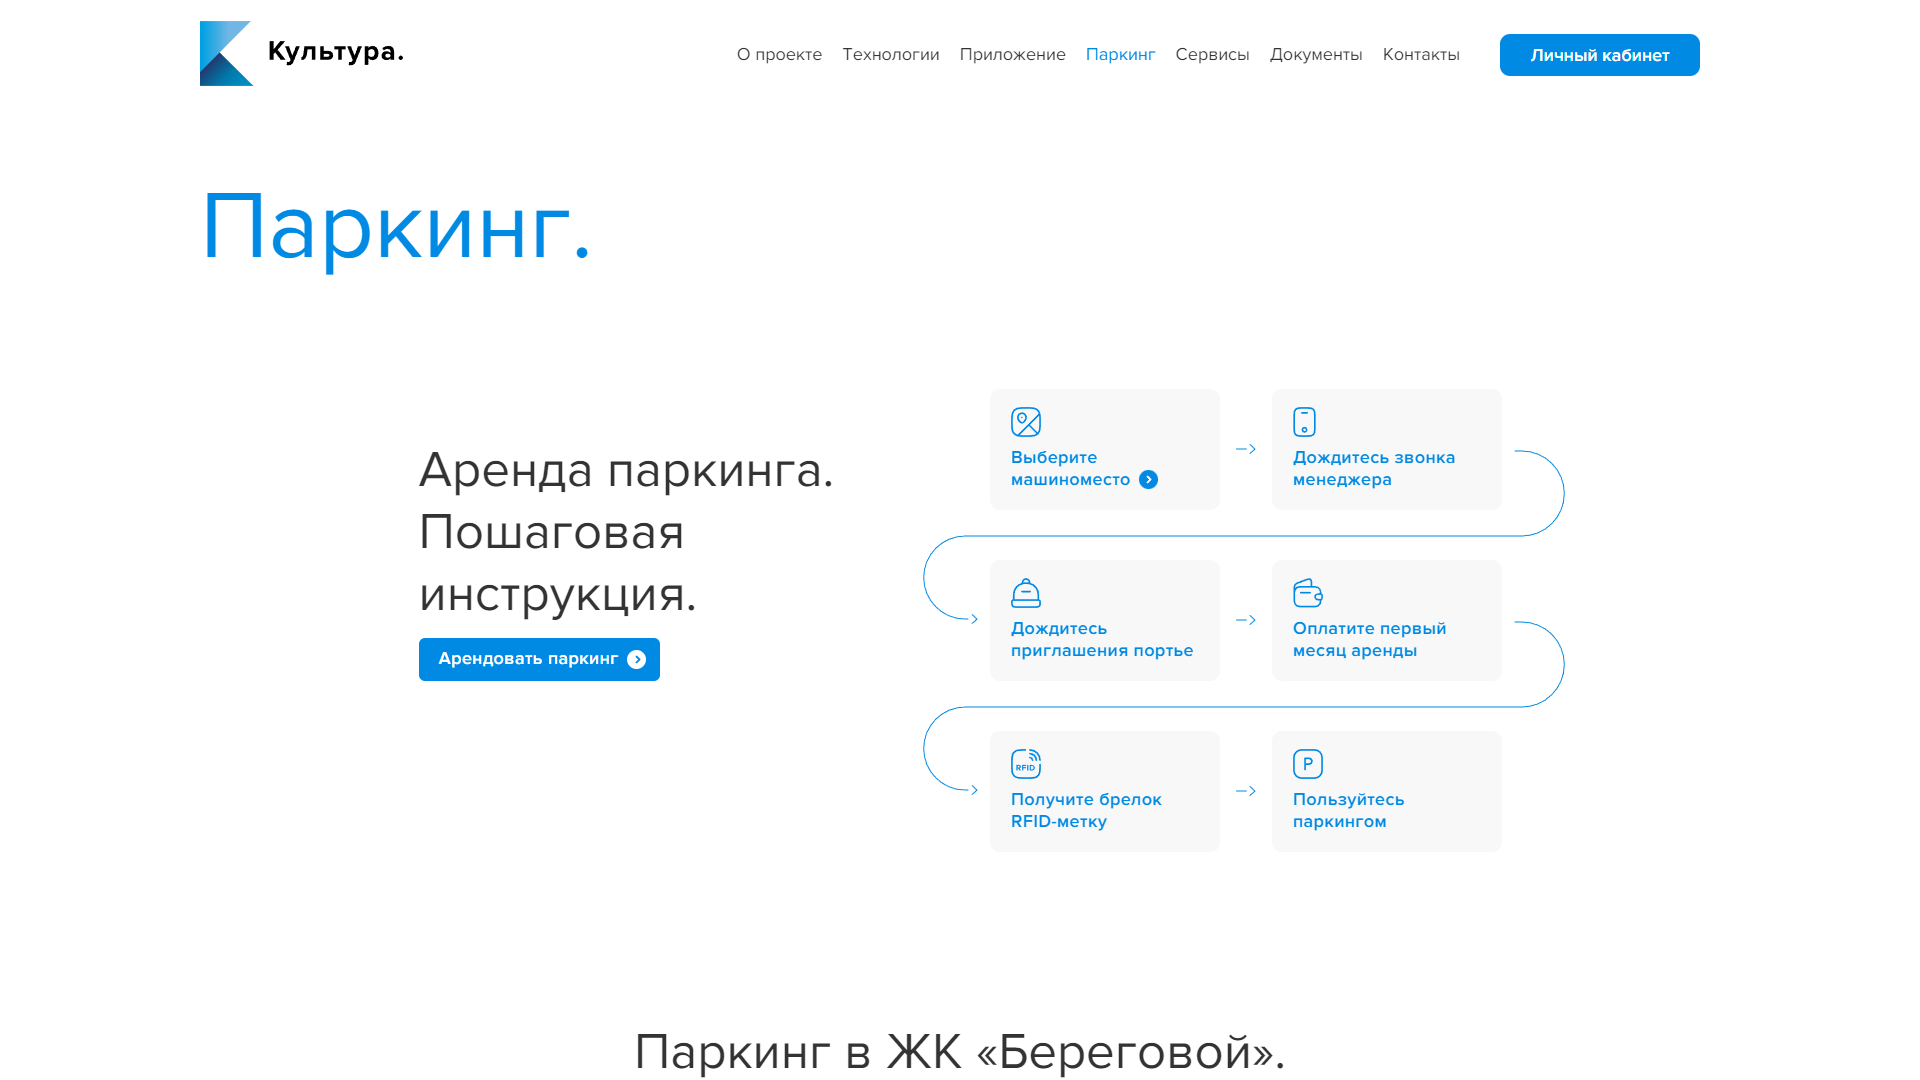 Культура.
О проекте Технологии Приложение Паркинг Сервисы Документы Контакты Личный кабинет
Паркинг.
Аренда паркинга.
Пошаговая
инструкция.
Арендовать паркинг
Выберите
машиноместо
Дождитесь звонка
менеджера
Дождитесь
приглашения портье
Оплатите первый
месяц аренды
RFID
Получите брелок
RFID-метку
P
Пользуйтесь
паркингом
Паркинг в ЖК «Береговой».